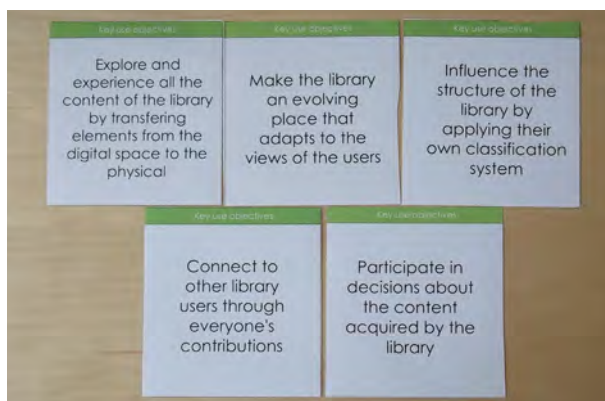 Key use objectives
Explore and
experience all the
content of the library
by transfering
elements from the
digital space to the
physical
Key use objectives
Make the library
an evolving
place that
adapts to the
views of the users
Key use objectives
Influence the
structure of the
library by
applying their
own classification
system
Key use objectives
Connect to
other library
users through
everyone's
contributions
Key use objectives
Participate in
decisions about
the content
acquired by the
library